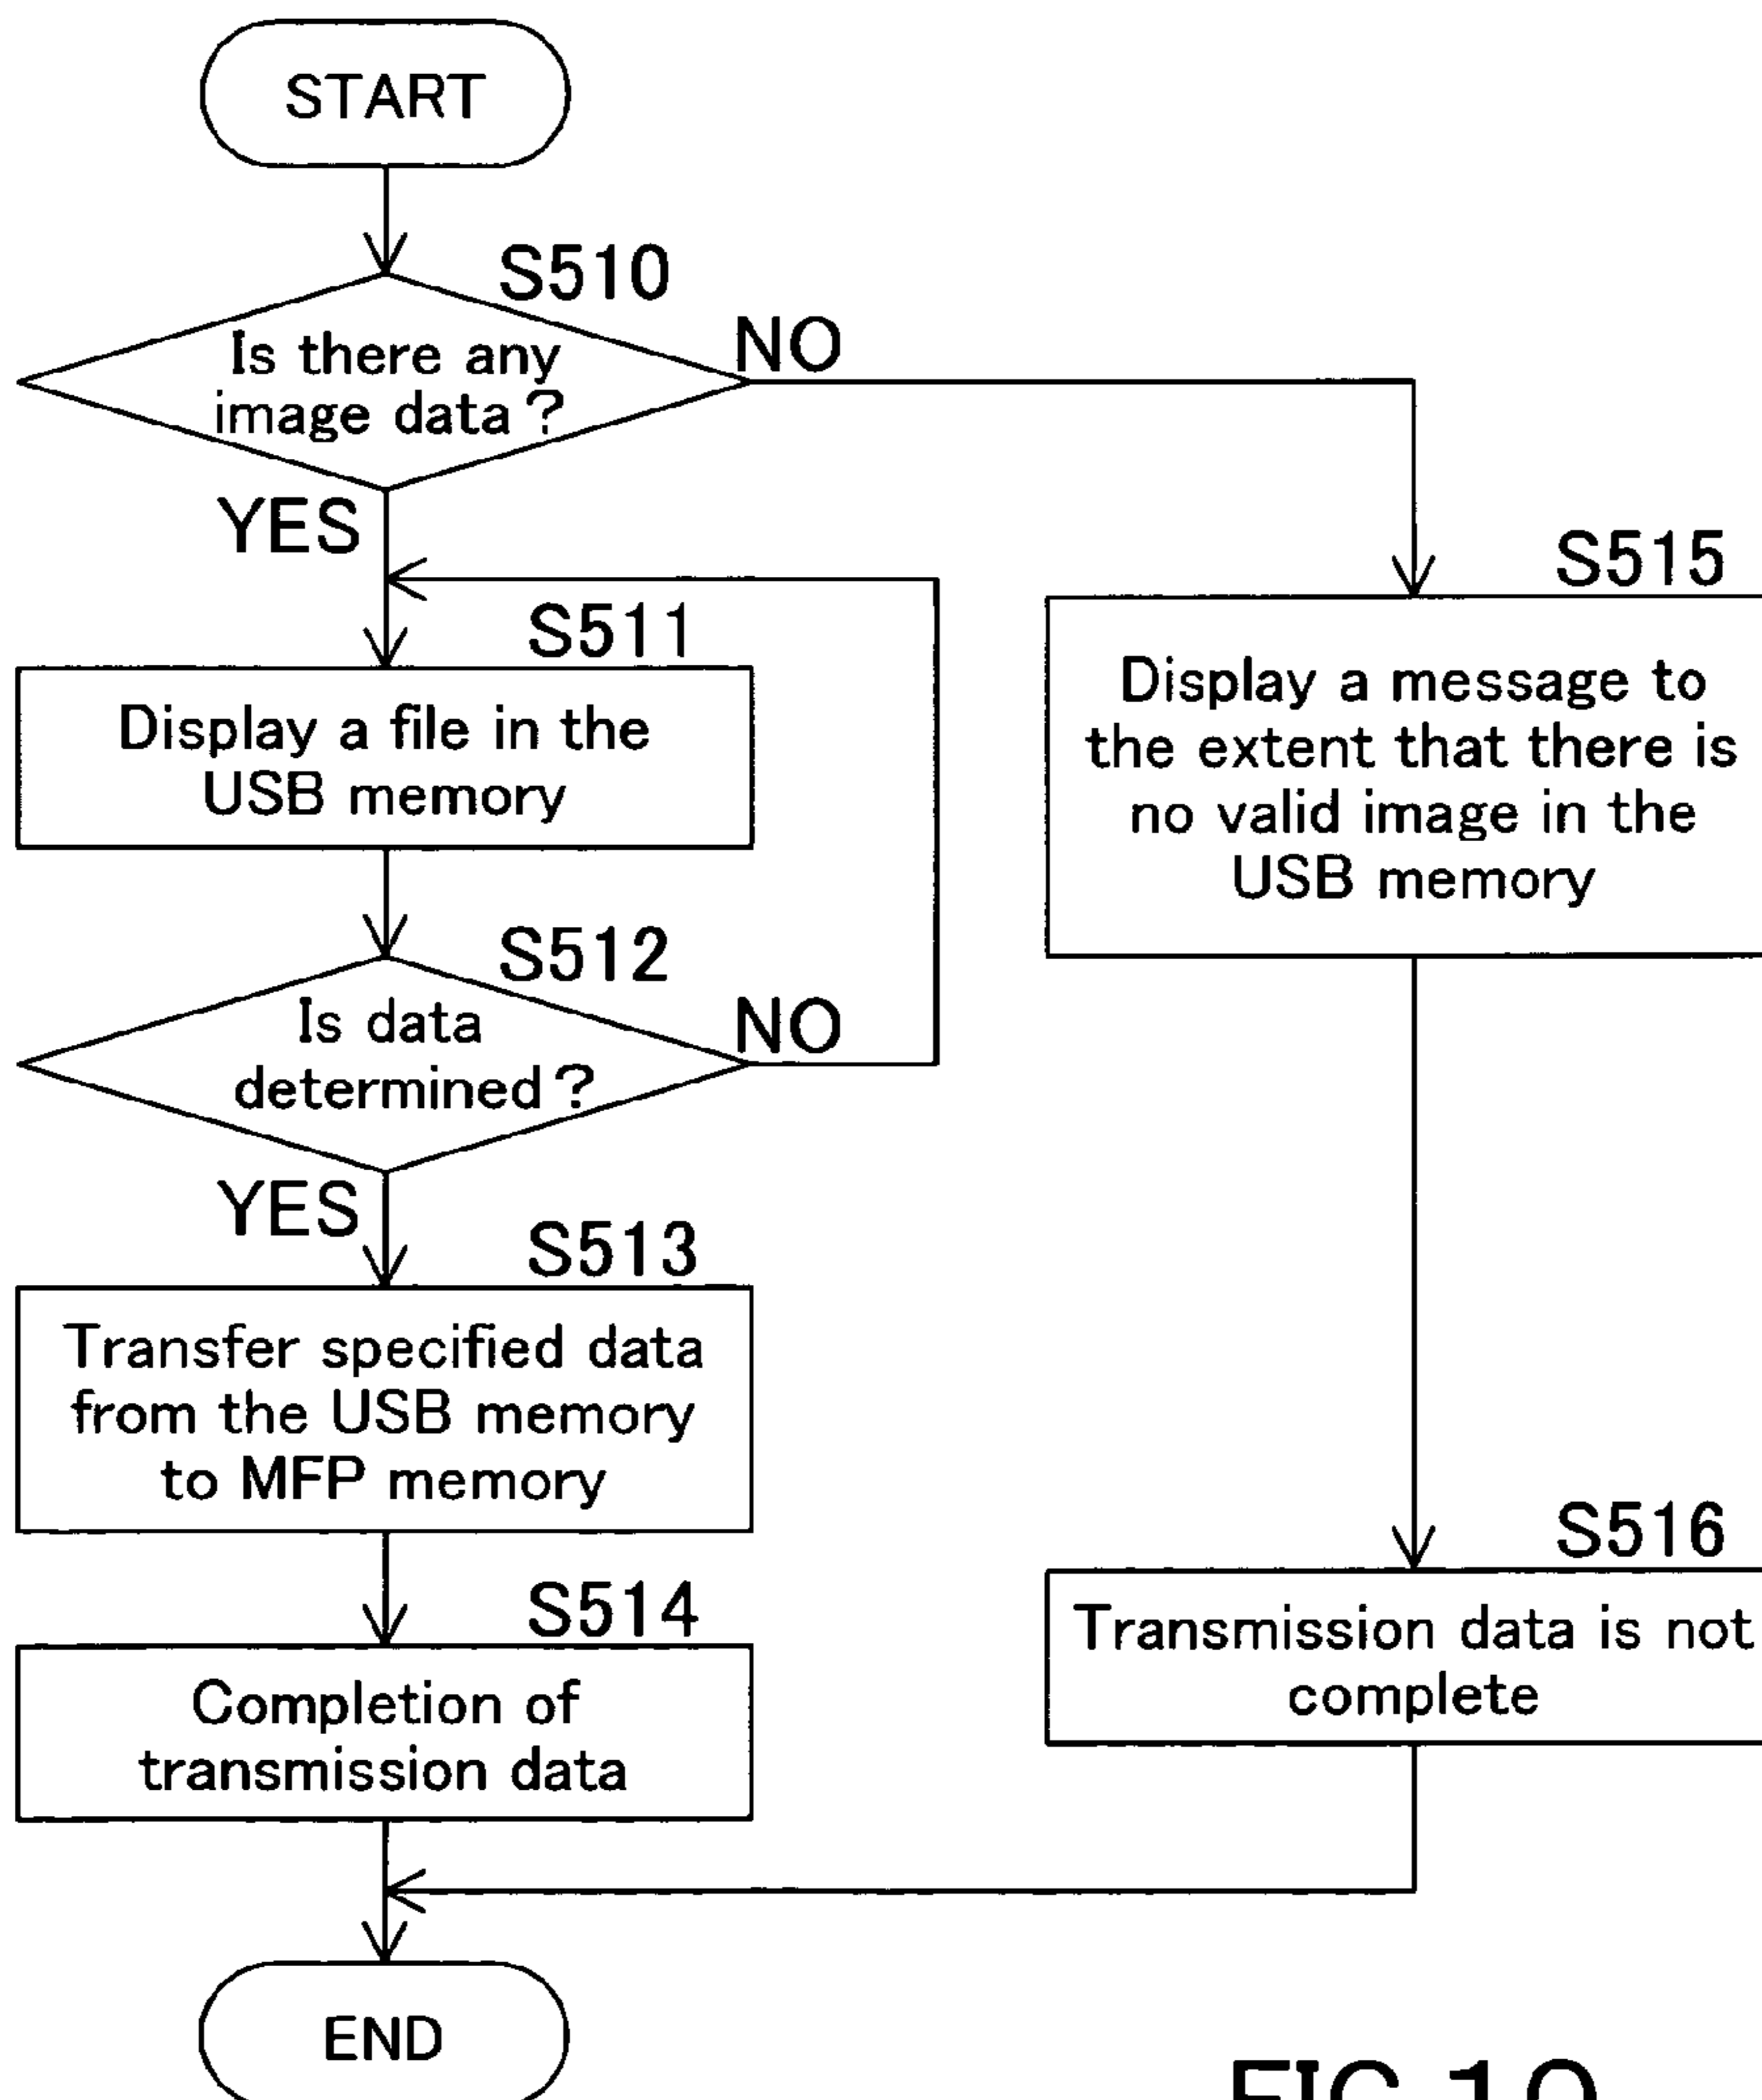 START
S510
Is there any
image data?
NO
YES
S511
Display a file in the
USB memory
S512
Is data
determined?
NO
YES
S513
Transfer specified data
from the USB memory
to MFP memory
S514
Completion of
transmission data
S515
Display a message to
the extent that there is
no valid image in the
USB memory
S516
Transmission data is not
complete
END